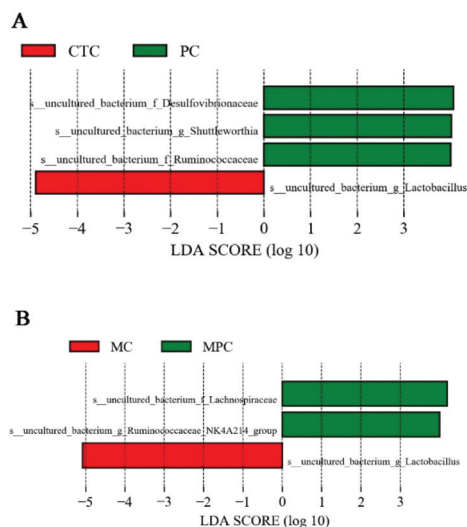 A
CTC PC
s__uncultured_bacterium_f_Desulfovibrionaceae
s__uncultured_bacterium_g_Shuttleworthia
s__uncultured_bacterium_f_Ruminococcaceae
s__uncultured_bacterium_g_Lactobacillus
−5 −4 −3 −2 −1 0 1 2 3
LDA SCORE (log 10)
B
MC MPC
s__uncultured_bacterium_f_Lachnospiraceae
s__uncultured_bacterium_g_Ruminococcaceae_NK4A214_group
s__uncultured_bacterium_g_Lactobacillus
−5 −4 −3 −2 −1 0 1 2 3
LDA SCORE (log 10)